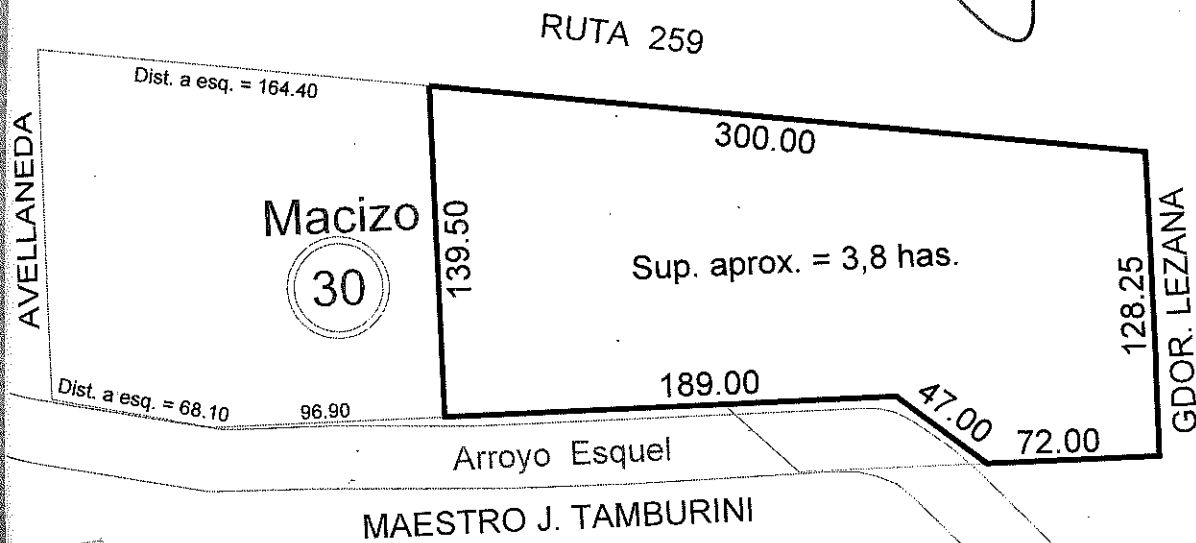 RUTA 259
Dist. a esq. = 164.40
300.00
AVELLANEDA
Macizo
30
139.50
Sup. aprox. = 3,8 has.
128.25
GDOR. LEZANA
189.00
47.00
72.00
Dist. a esq. = 68.10
96.90
Arroyo Esquel
MAESTRO J. TAMBURINI